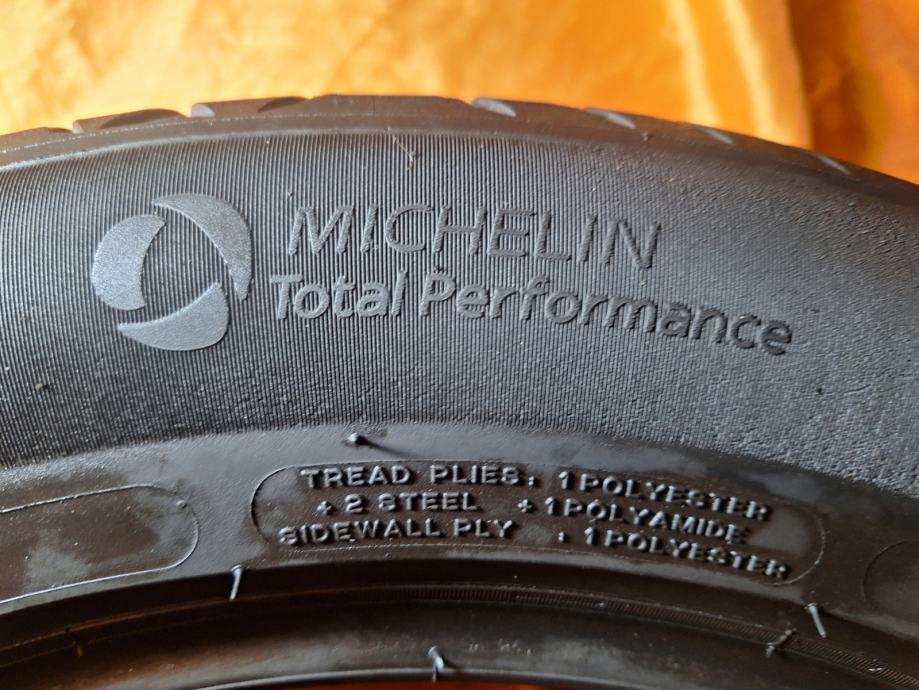 MICHELIN
Total Performance
TREAD PLIES: 1 POLYESTER
+ 2 STEEL + 1 POLYAMIDE
SIDEWALL PLY : 1 POLYESTER